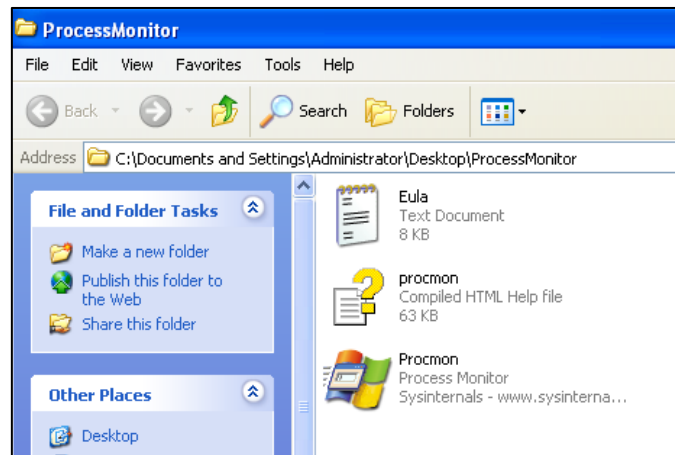 ProcessMonitor
File Edit View Favorites Tools Help
Back Search Folders
Address C:\Documents and Settings\Administrator\Desktop\ProcessMonitor
File and Folder Tasks
Make a new folder
Publish this folder to
the Web
Share this folder
Other Places
Desktop
Eula
Text Document
8 KB
procmon
Compiled HTML Help file
63 KB
Procmon
Process Monitor
Sysinternals - www.sysinterna...